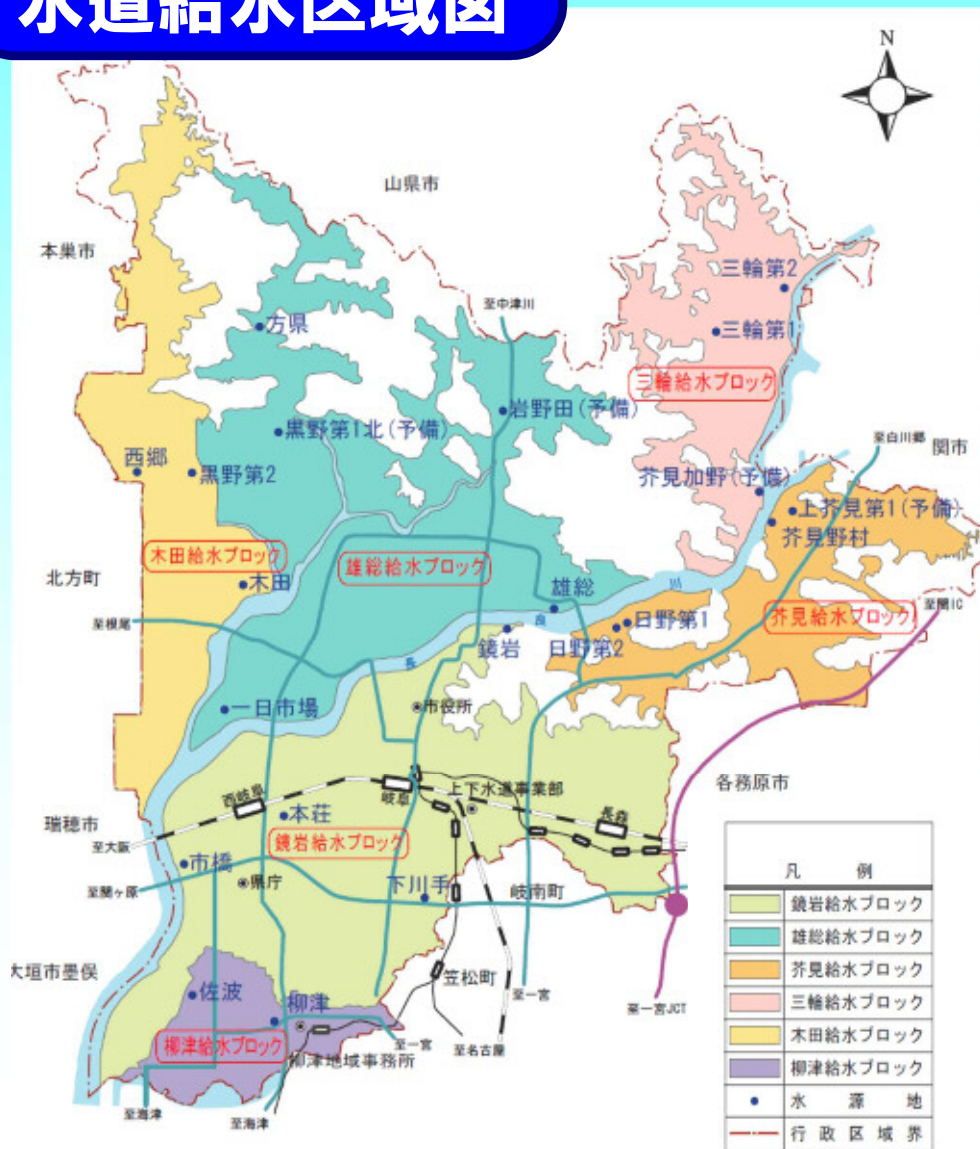 水道給水区域図
N
山県市
本巣市
三輪第2
至中津川
方県
三輪第1
三輪給水ブロック
岩野田(予備)
黒野第1北(予備)
至白川郷
関市
西郷
黒野第2
芥見加野(予備)
上芥見第1(予備)
芥見野村
木田給水ブロック
雄総給水ブロック
北方町
木田
雄総
川
至関IC
至根尾
良
日野第1
芥見給水ブロック
鏡岩
日野第2
長
一日市場
市役所
各務原市
西岐阜
岐阜
上下水道事業部
瑞穂市
本荘
長森
至大阪
鏡岩給水ブロック
市橋
県庁
下川手
岐南町
至関ヶ原
大垣市墨俣
笠松町
佐波
至一宮
柳津
至一宮JCT
柳津給水ブロック
至一宮
至名古屋
柳津地域事務所
至海津
至海津
凡例
鏡岩給水ブロック
雄総給水ブロック
芥見給水ブロック
三輪給水ブロック
木田給水ブロック
柳津給水ブロック
水源地
行政区域界